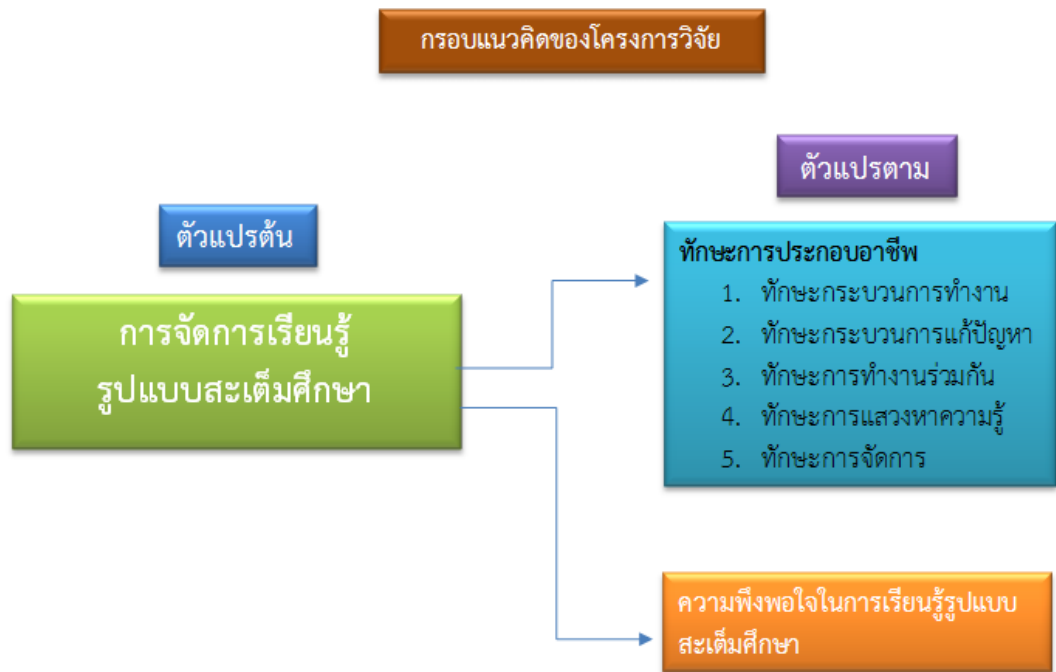 กรอบแนวคิดของโครงการวิจัย
ตัวแปรตาม
ตัวแปรต้น
ทักษะการประกอบอาชีพ
1. ทักษะกระบวนการทำงาน
2. ทักษะกระบวนการแก้ปัญหา
3. ทักษะการทำงานร่วมกัน
4. ทักษะการแสวงหาความรู้
5. ทักษะการจัดการ
การจัดการเรียนรู้
รูปแบบสะเต็มศึกษา
ความพึงพอใจในการเรียนรู้รูปแบบ
สะเต็มศึกษา